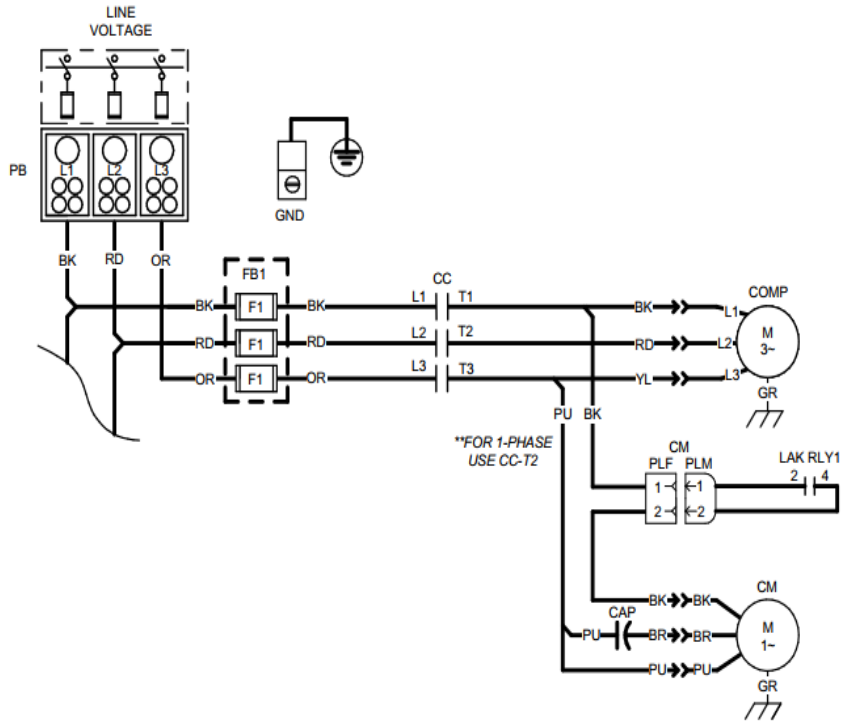 LINE
VOLTAGE
PB
L1 L2 L3
GND
BK RD OR
FB1
CC
COMP
BK F1 BK L1 T1 BK L1
RD F1 RD L2 T2 RD L2
OR F1 OR L3 T3 YL L3
M
3~
GR
PU BK
**FOR 1-PHASE
USE CC-T2
CM
PLF PLM
LAK RLY1
2 4
1 1
2 2
CM
BK BK
CAP
PU BR BR
PU PU
M
1~
GR